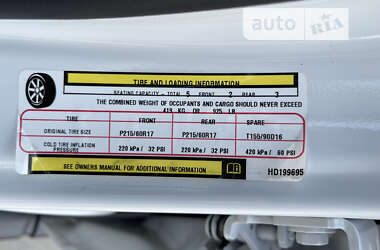 auto RIA
TIRE AND LOADING INFORMATION
SEATING CAPACITY - TOTAL 5 FRONT 2 REAR 3
THE COMBINED WEIGHT OF OCCUPANTS AND CARGO SHOULD NEVER EXCEED
419 KG OR 925 LB
TIRE FRONT REAR SPARE
ORIGINAL TIRE SIZE P215/60R17 P215/60R17 T155/90D16
COLD TIRE INFLATION PRESSURE 220 kPa / 32 PSI 220 kPa / 32 PSI 420 kPa / 60 PSI
SEE OWNERS MANUAL FOR ADDITIONAL INFORMATION
HD199695